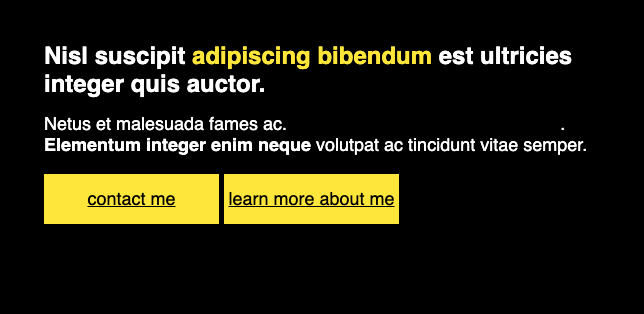 Nisl suscipit adipiscing bibendum est ultricies
integer quis auctor.
Netus et malesuada fames ac. .
Elementum integer enim neque volutpat ac tincidunt vitae semper.
contact me
learn more about me